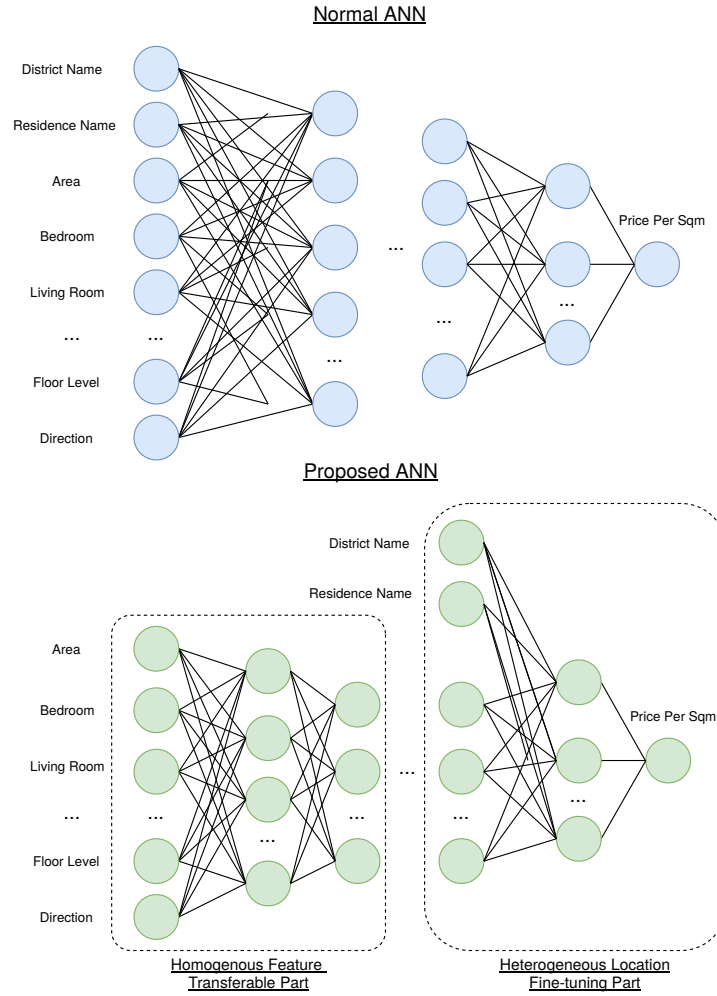 Normal ANN
District Name
Residence Name
Area
Bedroom
Living Room
...
...
Floor Level
Direction
...
...
...
...
Price Per Sqm
Proposed ANN
District Name
Residence Name
Area
Bedroom
Living Room
...
...
Floor Level
Direction
...
...
...
...
...
Price Per Sqm
Homogenous Feature
Transferable Part
Heterogeneous Location
Fine-tuning Part